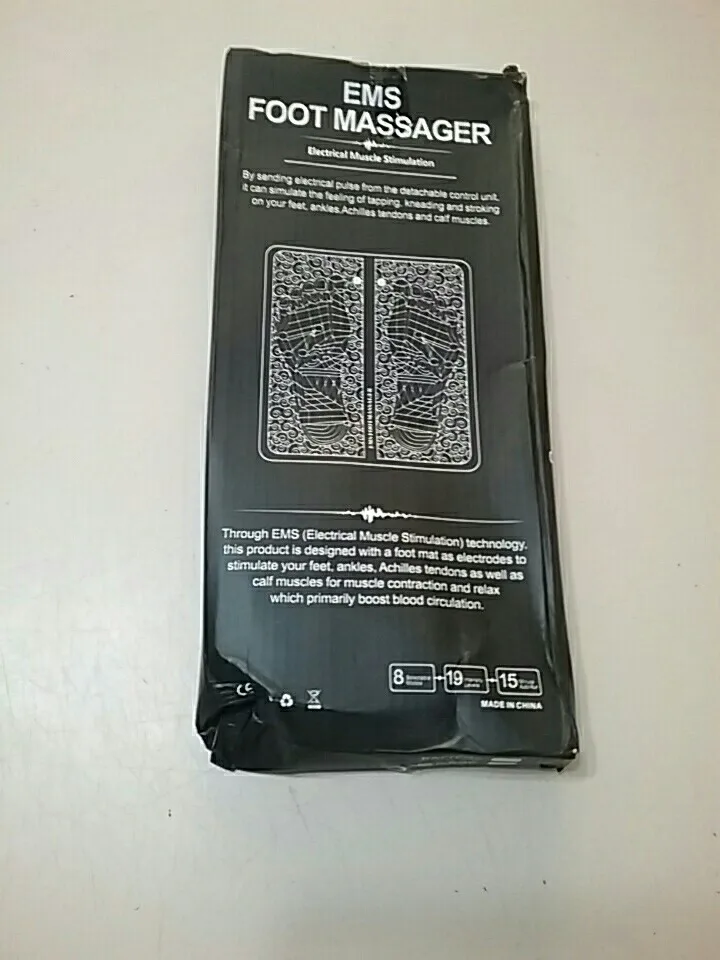 EMS
FOOT MASSAGER
Electrical Muscle Stimulation
By sending electrical pulse from the detachable control unit,
it can simulate the feeling of tapping, kneading and stroking
on your feet, ankles,Achilles tendons and calf muscles.
Through EMS (Electrical Muscle Stimulation) technology,
this product is designed with a foot mat as electrodes to
stimulate your feet, ankles, Achilles tendons as well as
calf muscles for muscle contraction and relax
which primarily boost blood circulation.
8 19 15
CE
MADE IN CHINA